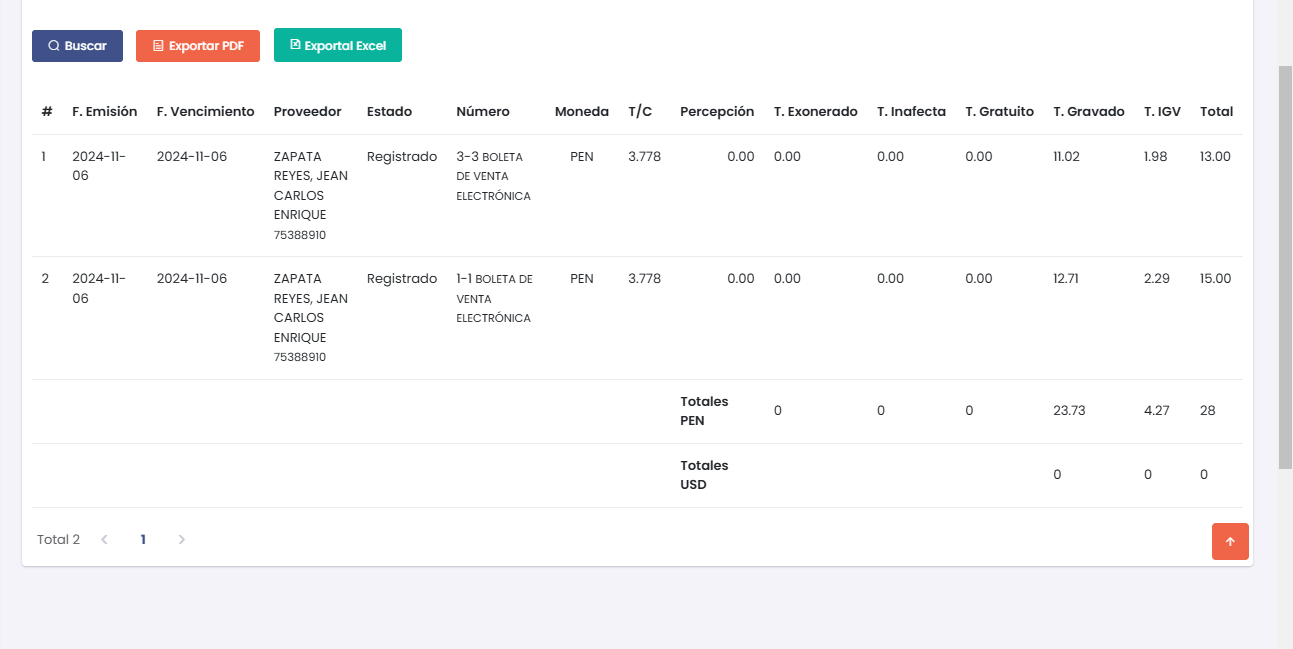 Buscar Exportar PDF Exportal Excel
# F. Emisión F. Vencimiento Proveedor Estado Número Moneda T/C Percepción T. Exonerado T. Inafecta T. Gratuito T. Gravado T. IGV Total
1 2024-11- 2024-11-06 ZAPATA Registrado 3-3 BOLETA PEN 3.778 0.00 0.00 0.00 0.00 11.02 1.98 13.00
06 REYES, JEAN DE VENTA
CARLOS ELECTRÓNICA
ENRIQUE
75388910
2 2024-11- 2024-11-06 ZAPATA Registrado 1-1 BOLETA DE PEN 3.778 0.00 0.00 0.00 0.00 12.71 2.29 15.00
06 REYES, JEAN VENTA
CARLOS ELECTRÓNICA
ENRIQUE
75388910
Totales
PEN 0 0 0 23.73 4.27 28
Totales
USD 0 0 0
Total 2 1